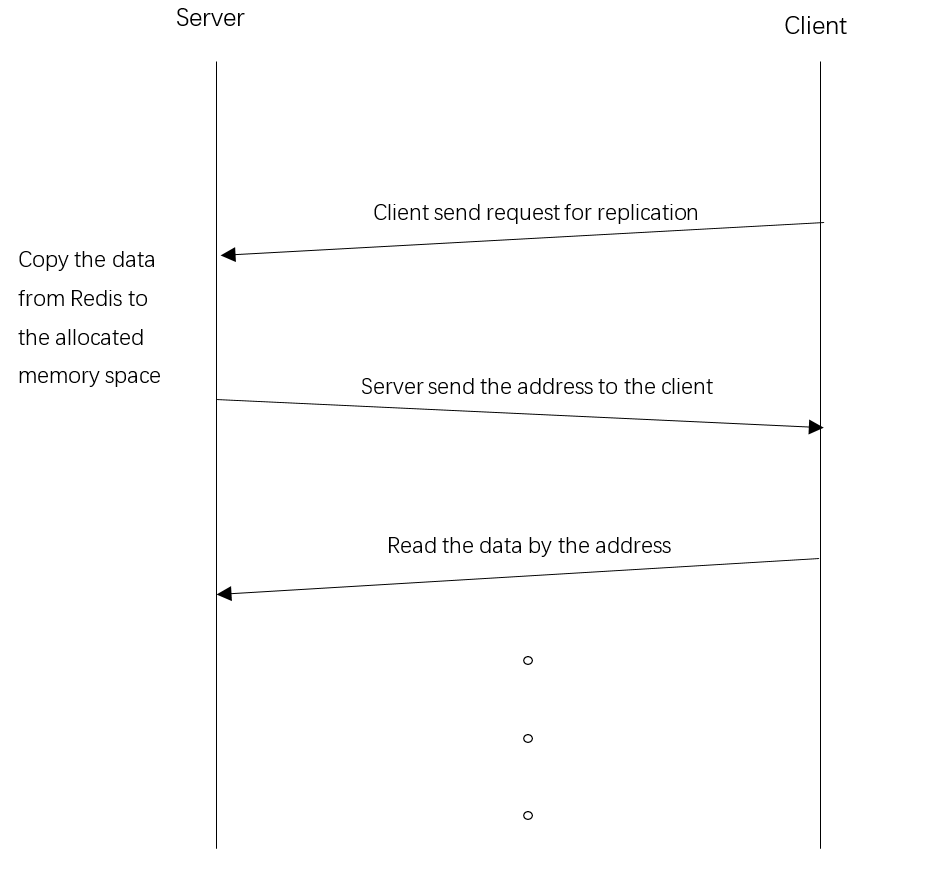 Server
Client
Client send request for replication
Copy the data
from Redis to
the allocated
memory space
Server send the address to the client
Read the data by the address